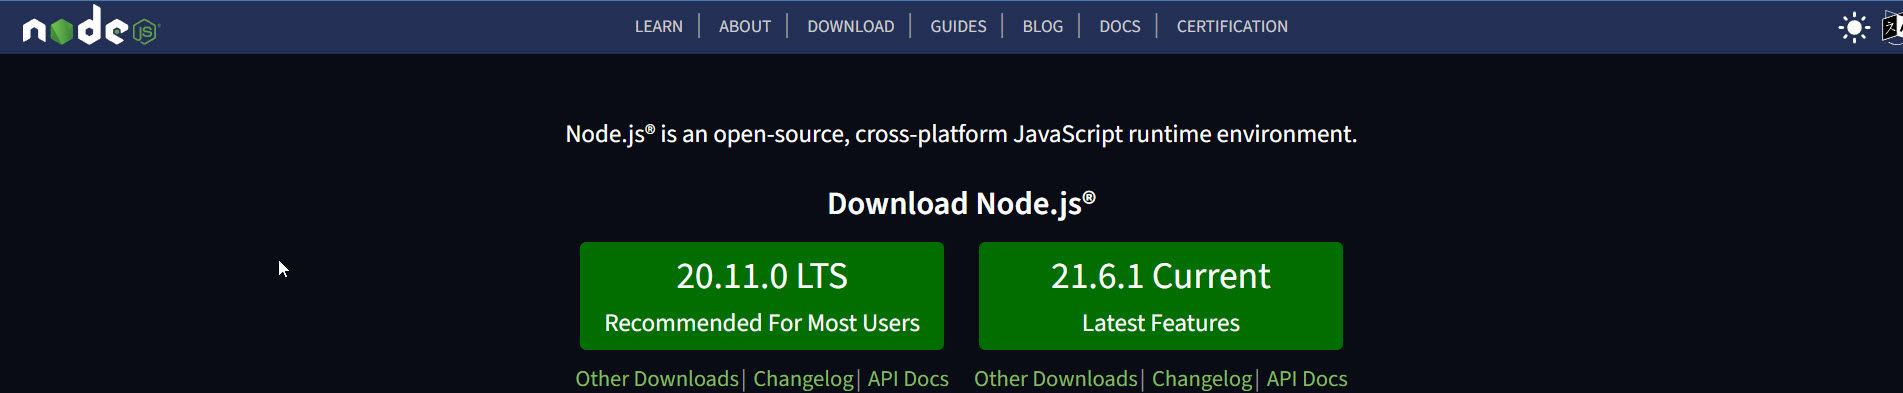 node js®
LEARN | ABOUT | DOWNLOAD | GUIDES | BLOG | DOCS | CERTIFICATION
Node.js® is an open-source, cross-platform JavaScript runtime environment.
Download Node.js®
20.11.0 LTS
Recommended For Most Users
21.6.1 Current
Latest Features
Other Downloads | Changelog | API Docs
Other Downloads | Changelog | API Docs